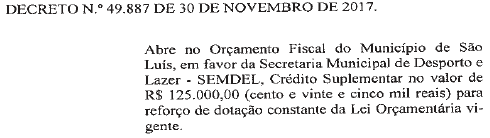 DECRETO N.º 49.887 DE 30 DE NOVEMBRO DE 2017.
Abre no Orçamento Fiscal do Município de São
Luís, em favor da Secretaria Municipal de Desporto e
Lazer - SEMDEL, Crédito Suplementar no valor de
R$ 125.000,00 (cento e vinte e cinco mil reais) para
reforço de dotação constante da Lei Orçamentária vi-
gente.